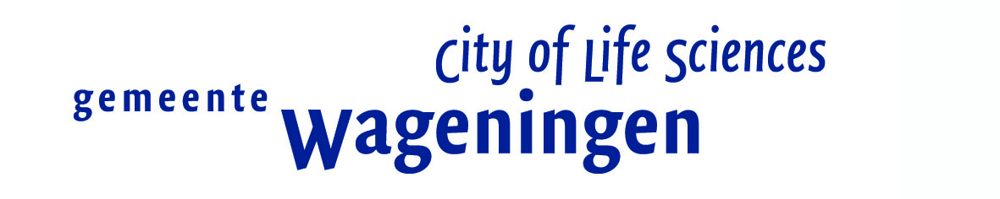 City of Life Sciences
gemeente Wageningen